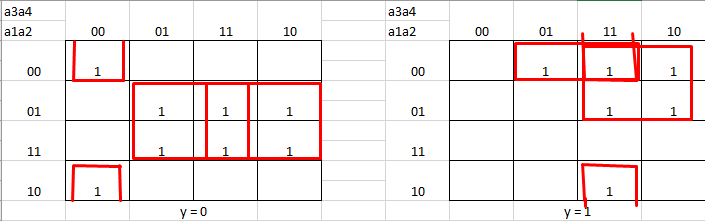 a3a4 a3a4
a1a2 00 01 11 10 a1a2 00 01 11 10
00 1 00 1 1 1
01 1 1 1 01 1 1
11 1 1 1 11
10 1 10 1
y = 0 y = 1